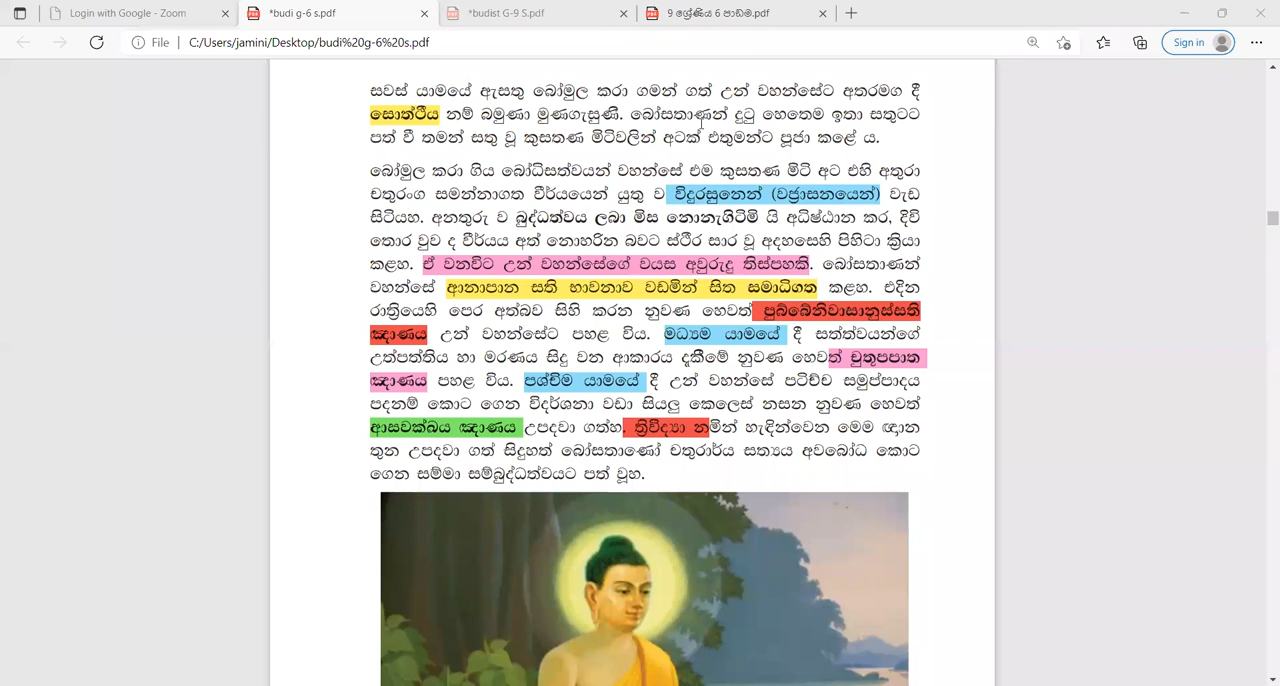 Login with Google - Zoom
*budi g-6 s.pdf
*budist G-9 S.pdf
9 ශ්‍රේණිය 6 පාඩම.pdf
File
C:/Users/jamini/Desktop/budi%20g-6%20s.pdf
Sign in
සවස් යාමයේ ඇසතු බෝමුල කරා ගමන් ගත් උන් වහන්සේට අතරමග දී
සොත්ථීය නම් බමුණා මුණගැසුණි. බෝසතාණන් දුටු හෙතෙම ඉතා සතුටට
පත් වී තමන් සතු වූ කුසතණ මිටිවලින් අටක් එතුමන්ට පූජා කළේ ය.
බෝමුල කරා ගිය බෝධිසත්වයන් වහන්සේ එම කුසතණ මිටි අට එහි අතුරා
චතුරංග සමන්නාගත වීර්යයෙන් යුතු ව විදුරසුනෙන් (වජ්‍රාසනයෙන්) වැඩ
සිටියහ. අනතුරු ව බුද්ධත්වය ලබා මිස නොනැගිටිමි යි අධිෂ්ඨාන කර, දිවි
තොර වුව ද වීර්යය අත් නොහරින බවට ස්ථිර සාර වූ අදහසෙහි පිහිටා ක්‍රියා
කළහ. ඒ වනවිට උන් වහන්සේගේ වයස අවුරුදු තිස්පහකි. බෝසතාණන්
වහන්සේ ආනාපාන සති භාවනාව වඩමින් සිත සමාධිගත කළහ. එදින
රාත්‍රියෙහි පෙර අත්බව සිහි කරන නුවණ හෙවත් පුබ්බේනිවාසානුස්සති
ඤාණය උන් වහන්සේට පහළ විය. මධ්‍යම යාමයේ දී සත්ත්වයන්ගේ
උත්පත්තිය හා මරණය සිදු වන ආකාරය දැකීමේ නුවණ හෙවත් චුතූපපාත
ඤාණය පහළ විය. පශ්චිම යාමයේ දී උන් වහන්සේ පටිච්ච සමුප්පාදය
පදනම් කොට ගෙන විදර්ශනා වඩා සියලු කෙලෙස් නසන නුවණ හෙවත්
ආසවක්ඛය ඤාණය උපදවා ගත්හ. ත්‍රිවිද්‍යා නමින් හැඳින්වෙන මෙම ඥාන
තුන උපදවා ගත් සිදුහත් බෝසතාණෝ චතුරාර්ය සත්‍යය අවබෝධ කොට
ගෙන සම්මා සම්බුද්ධත්වයට පත් වූහ.